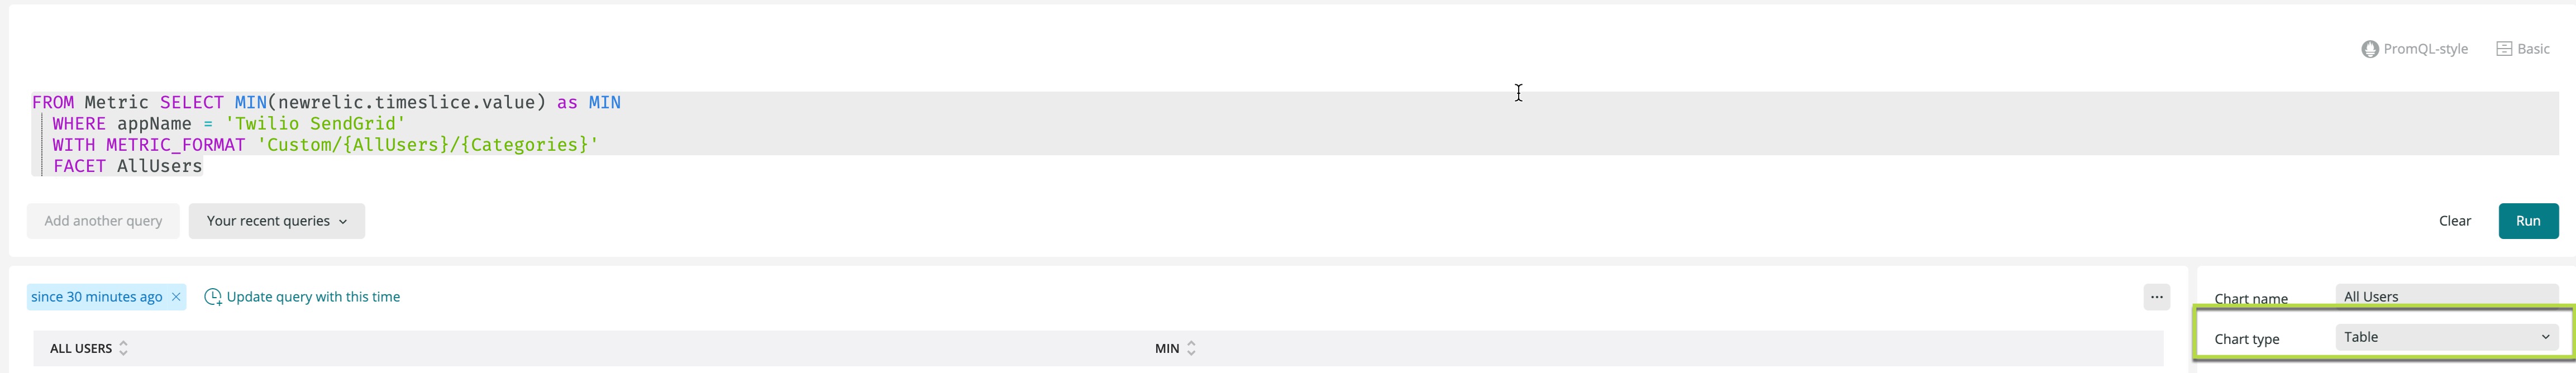 PromQL-style Basic
FROM Metric SELECT MIN(newrelic.timeslice.value) as MIN
WHERE appName = 'Twilio SendGrid'
WITH METRIC_FORMAT 'Custom/{AllUsers}/{Categories}'
FACET AllUsers
Add another query Your recent queries Clear Run
since 30 minutes ago × Update query with this time ...
Chart name All Users
Chart type Table
ALL USERS MIN